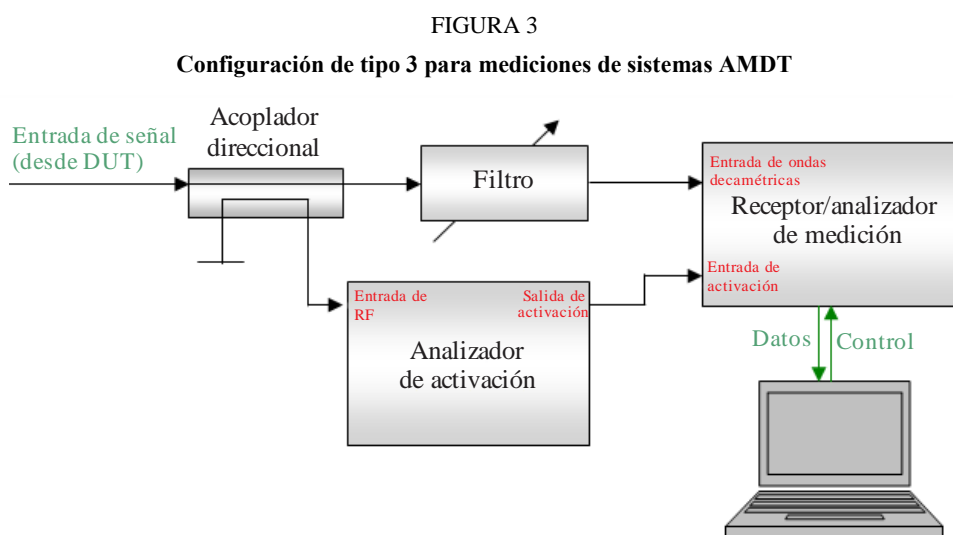 FIGURA 3
Configuración de tipo 3 para mediciones de sistemas AMDT
Entrada de señal
(desde DUT)
Acoplador
direccional
Filtro
Entrada de ondas
decamétricas
Receptor/analizador
de medición
Entrada de
activación
Entrada de
RF
Salida de
activación
Analizador
de activación
Datos
Control